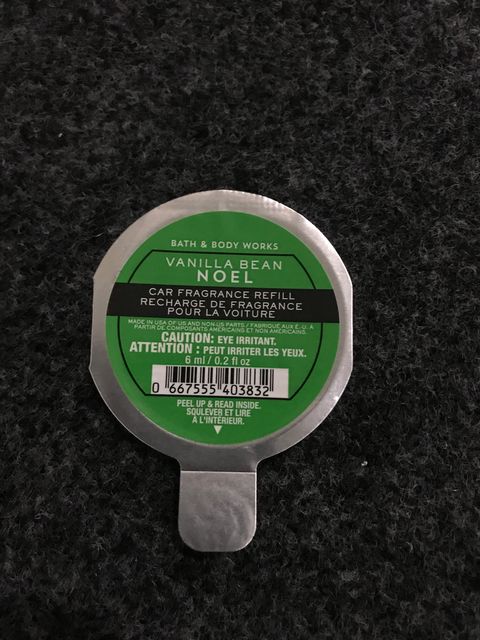 BATH & BODY WORKS
VANILLA BEAN
NOEL
CAR FRAGRANCE REFILL
RECHARGE DE FRAGRANCE
POUR LA VOITURE
MADE IN USA OF US AND NON-US PARTS / FABRIQUÉ AUX É.-U. À
PARTIR DE COMPOSANTS AMÉRICAINS ET NON AMÉRICAINS.
CAUTION: EYE IRRITANT.
ATTENTION : PEUT IRRITER LES YEUX.
6 ml / 0.2 fl oz
0 667555 403832
PEEL UP & READ INSIDE.
SOULEVER ET LIRE
À L'INTÉRIEUR.